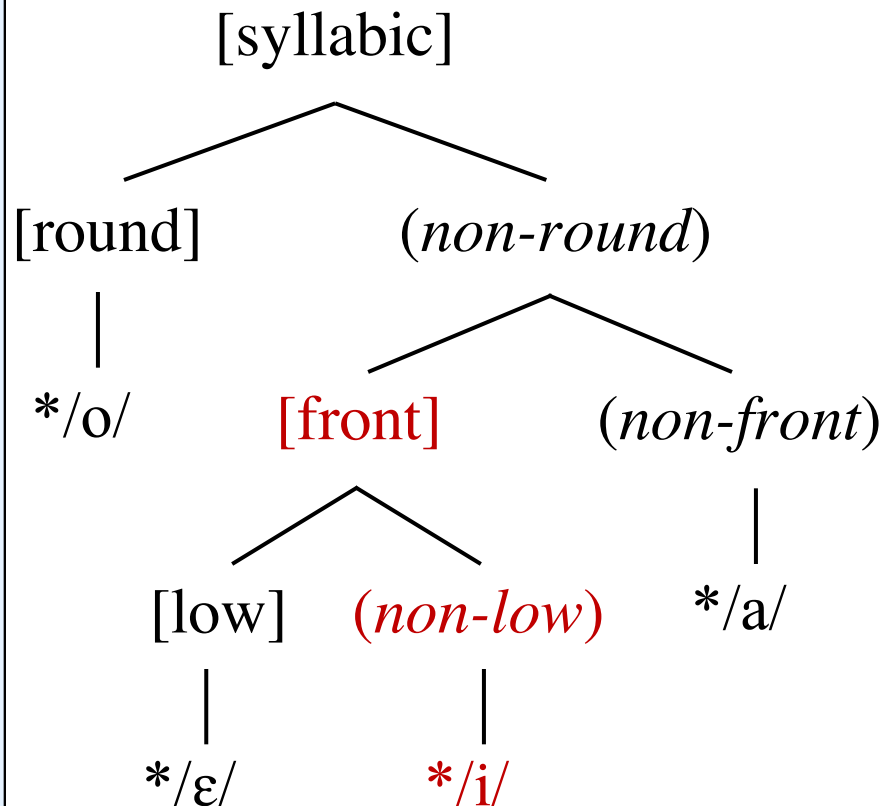 [syllabic]
[round] (non-round)
*/o/ [front] (non-front)
[low] (non-low) */a/
*/ɛ/ */i/